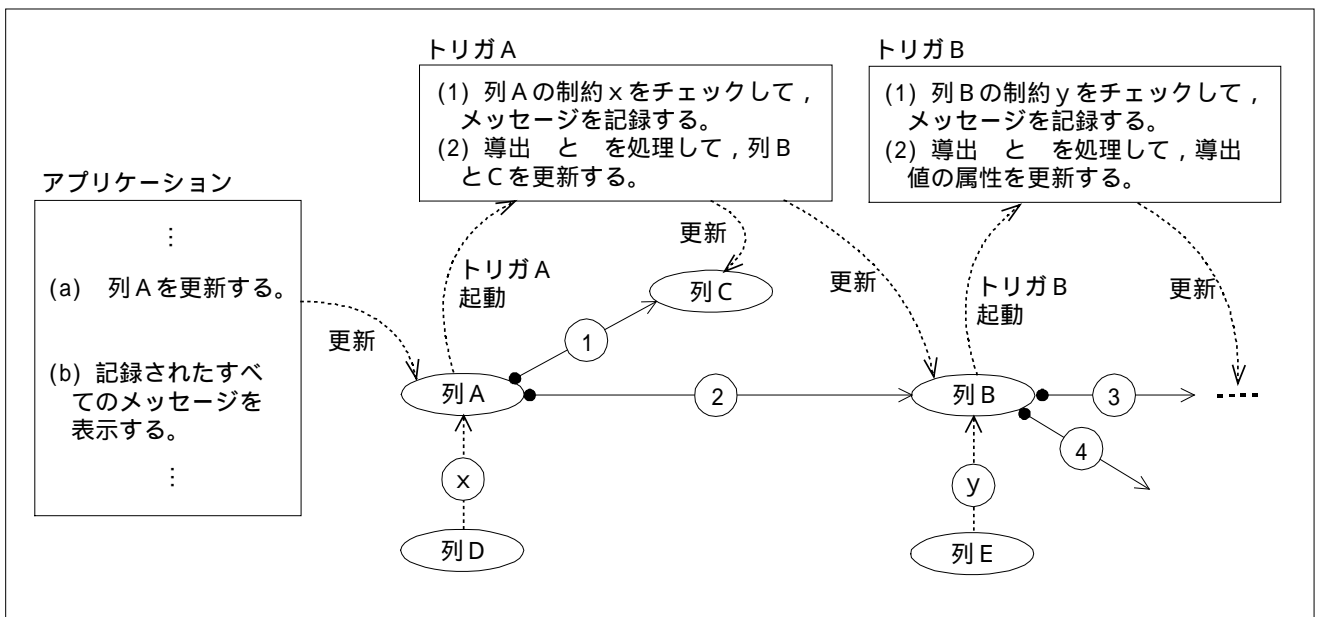 トリガA
(1) 列Aの制約xをチェックして，
メッセージを記録する。
(2) 導出　と　を処理して，列B
とCを更新する。
トリガB
(1) 列Bの制約yをチェックして，
メッセージを記録する。
(2) 導出　と　を処理して，導出
値の属性を更新する。
アプリケーション
⋮
(a) 列Aを更新する。
(b) 記録されたすべ
てのメッセージを
表示する。
⋮
更新
トリガA
起動
更新
列C
更新
トリガB
起動
更新
1
列A
2
列B
3
4
x
y
列D
列E